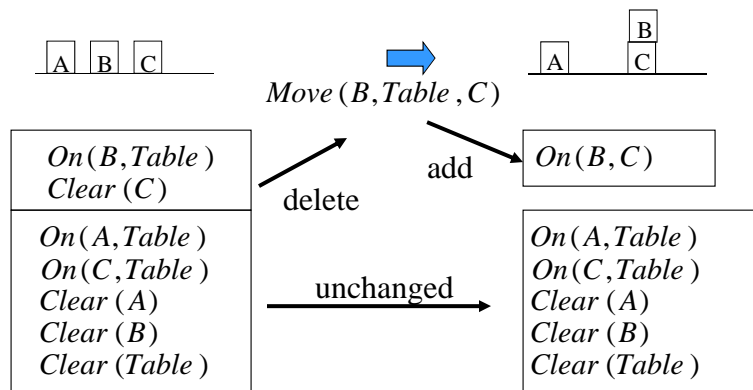 A B C
B
A C
Move(B,Table,C)
On(B,Table)
Clear(C)
delete
add
On(B,C)
On(A,Table)
On(C,Table)
Clear(A)
Clear(B)
Clear(Table)
unchanged
On(A,Table)
On(C,Table)
Clear(A)
Clear(B)
Clear(Table)